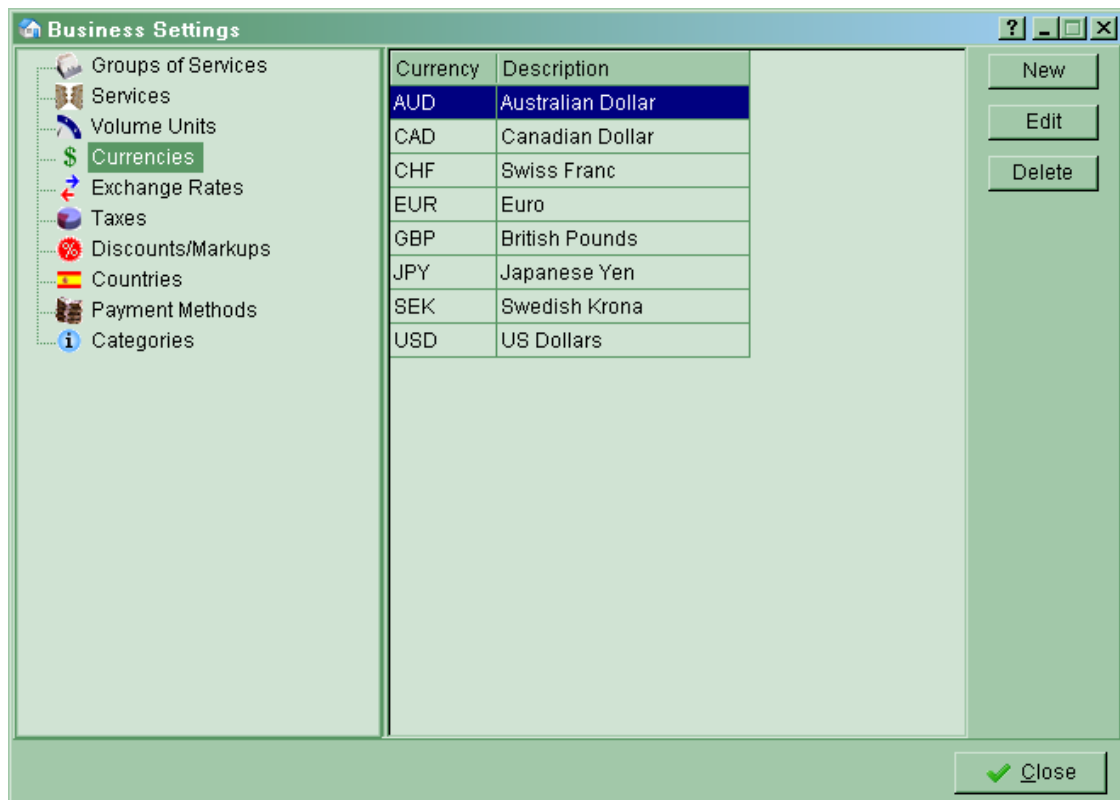 Business Settings
Groups of Services
Services
Volume Units
$ Currencies
Exchange Rates
Taxes
% Discounts/Markups
Countries
Payment Methods
i Categories
Currency Description
AUD Australian Dollar
CAD Canadian Dollar
CHF Swiss Franc
EUR Euro
GBP British Pounds
JPY Japanese Yen
SEK Swedish Krona
USD US Dollars
New
Edit
Delete
Close